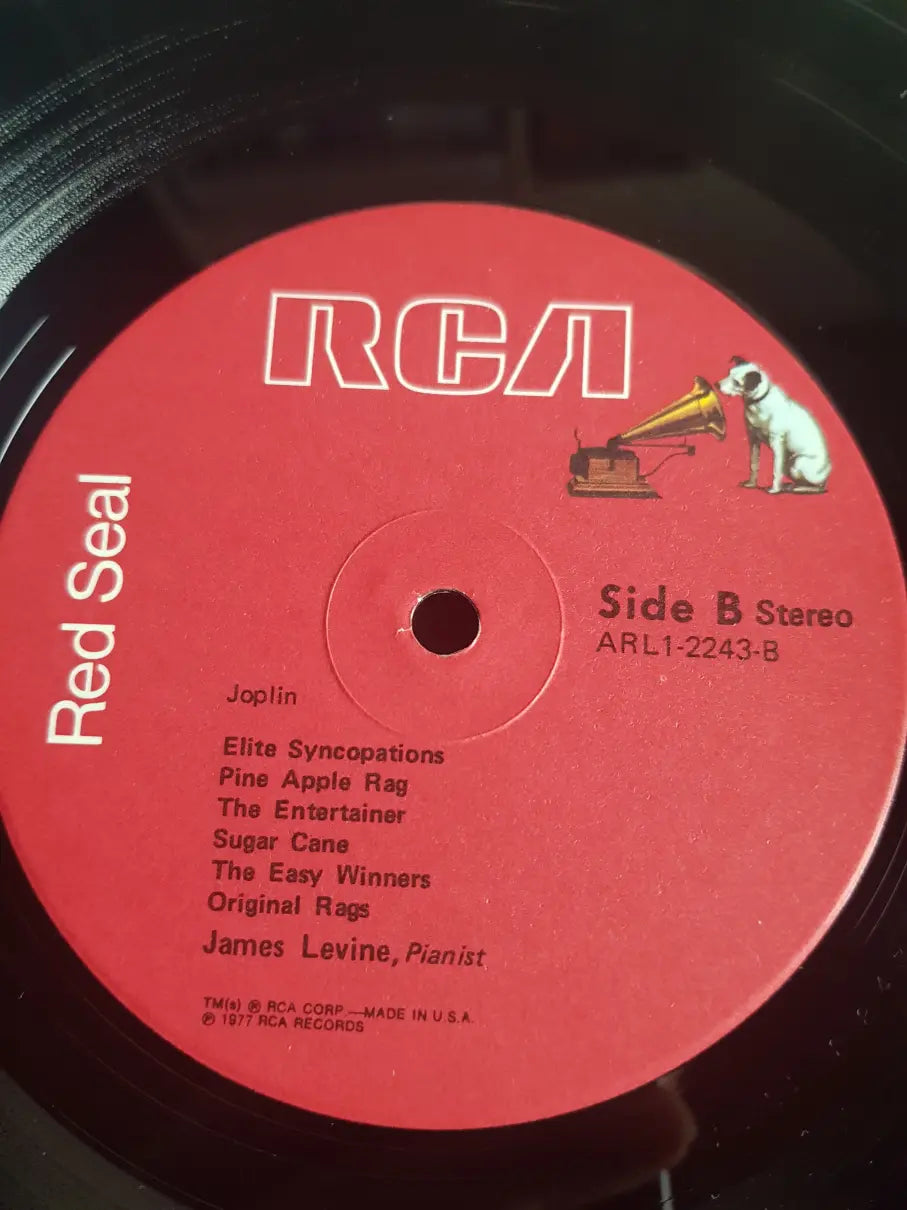 RCA
Red Seal
Side B Stereo
ARL1-2243-B
Joplin
Elite Syncopations
Pine Apple Rag
The Entertainer
Sugar Cane
The Easy Winners
Original Rags
James Levine, Pianist
TM(s) ® RCA CORP.—MADE IN U.S.A.
℗ 1977 RCA RECORDS